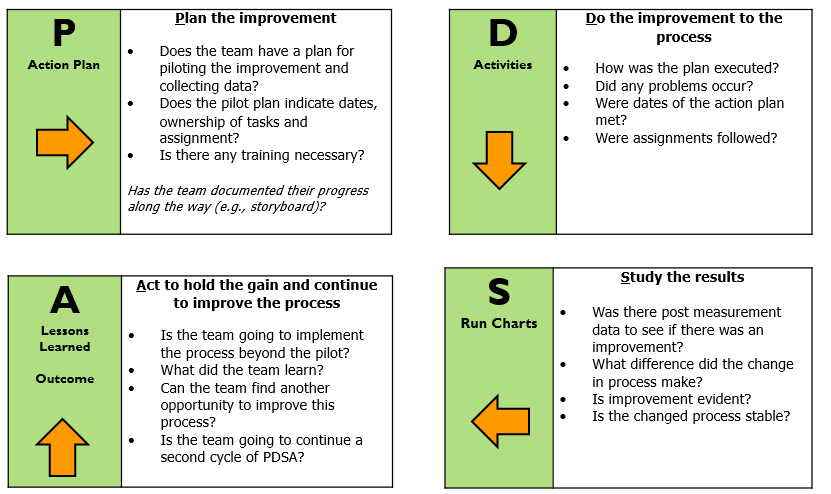 P
Action Plan
Plan the improvement
• Does the team have a plan for
piloting the improvement and
collecting data?
• Does the pilot plan indicate dates,
ownership of tasks and
assignment?
• Is there any training necessary?
Has the team documented their progress
along the way (e.g., storyboard)?
D
Activities
Do the improvement to the
process
• How was the plan executed?
• Did any problems occur?
• Were dates of the action plan
met?
• Were assignments followed?
A
Lessons
Learned
Outcome
Act to hold the gain and continue
to improve the process
• Is the team going to implement
the process beyond the pilot?
• What did the team learn?
• Can the team find another
opportunity to improve this
process?
• Is the team going to continue a
second cycle of PDSA?
S
Run Charts
Study the results
• Was there post measurement
data to see if there was an
improvement?
• What difference did the change
in process make?
• Is improvement evident?
• Is the changed process stable?